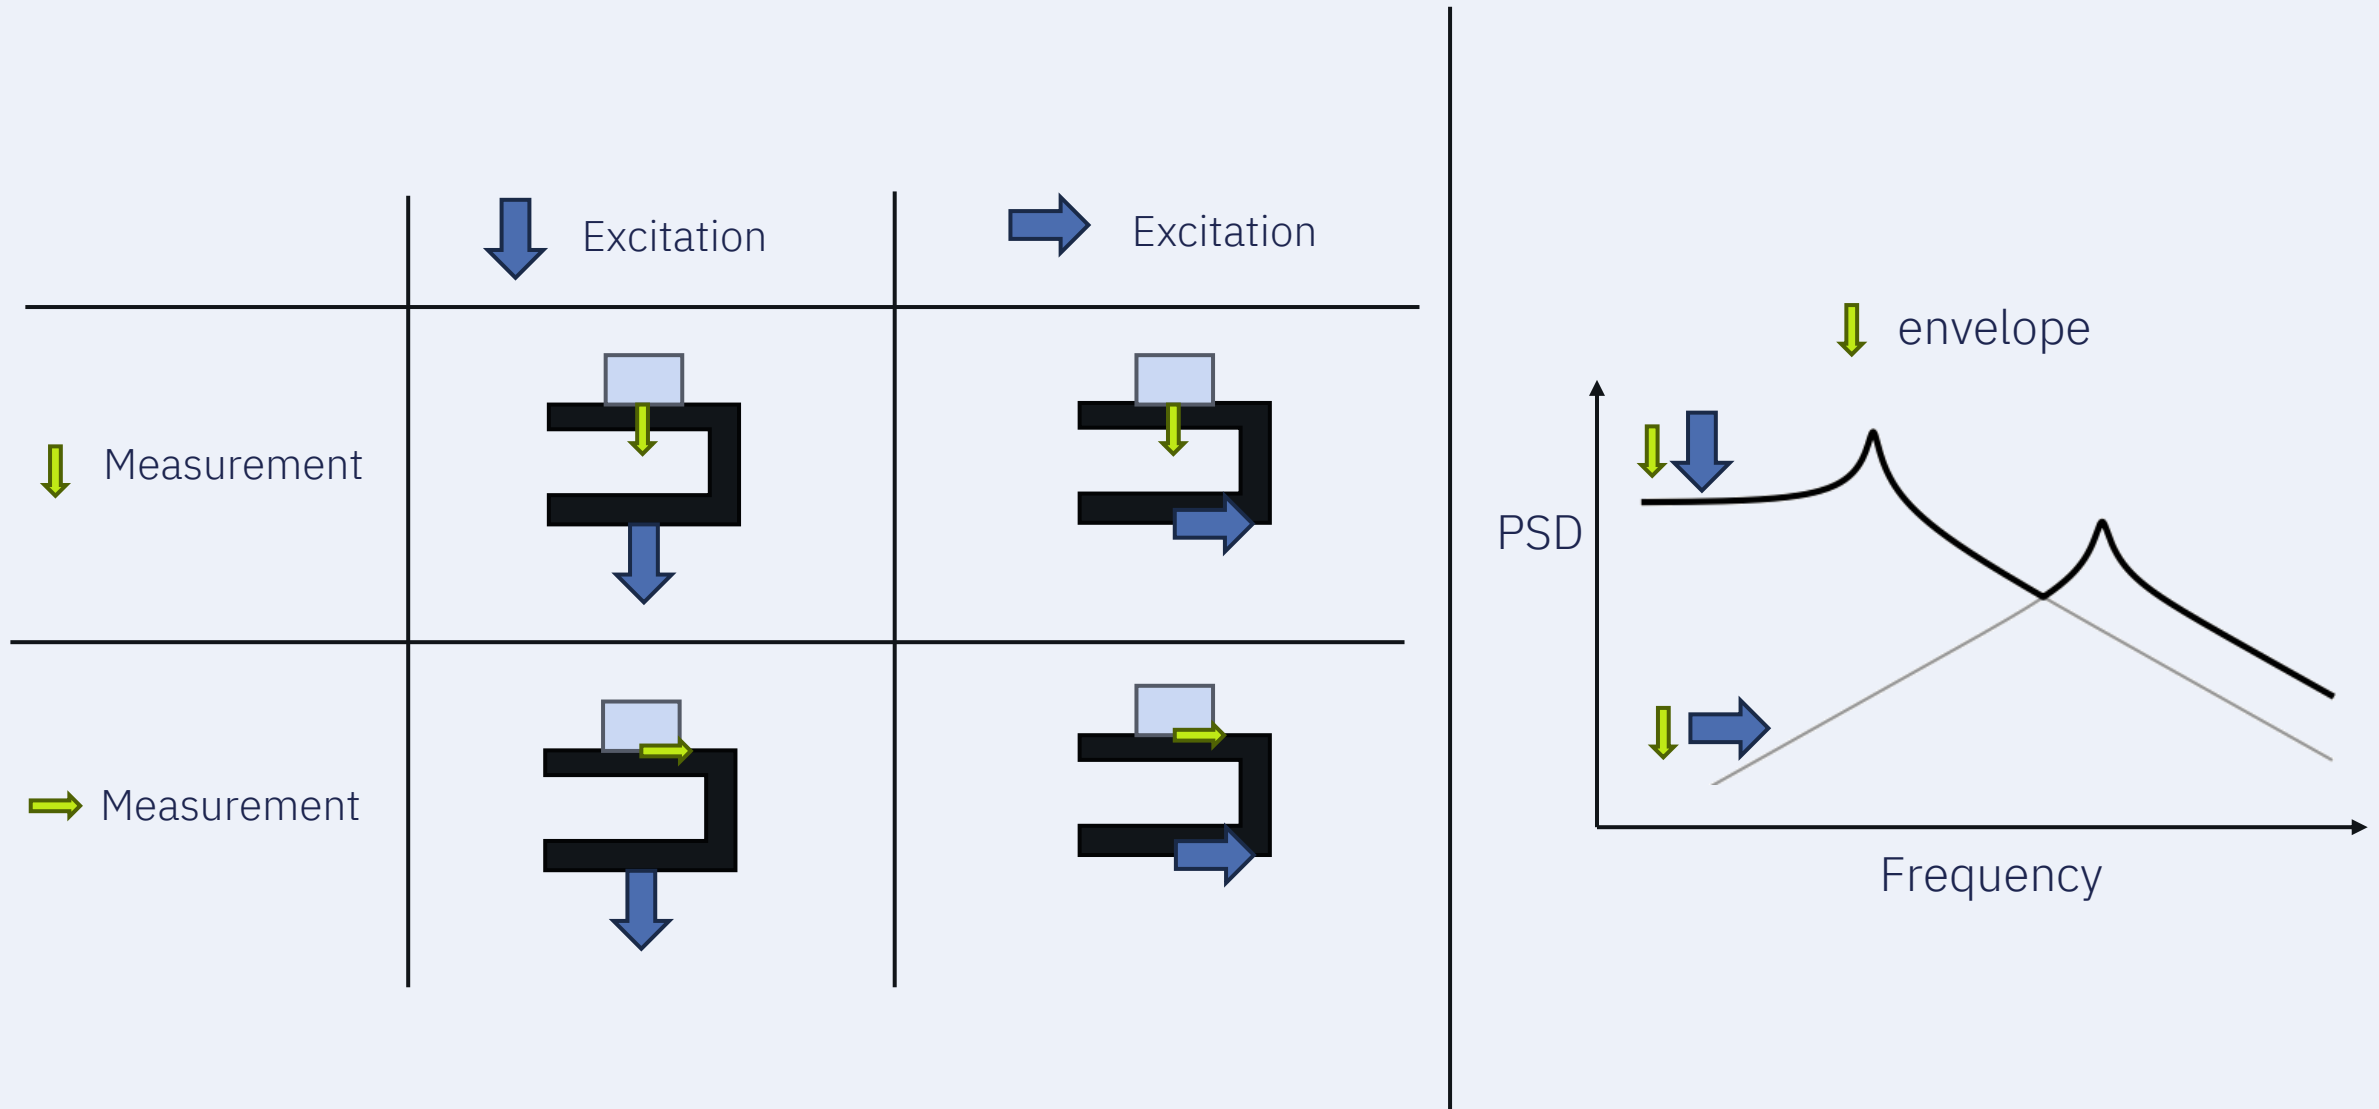 Excitation
Excitation
Measurement
Measurement
envelope
PSD
Frequency